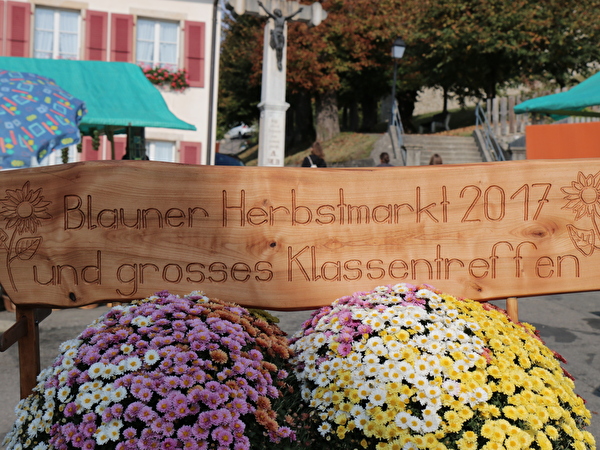 Blauner Herbstmarkt 2017
und grosses Klassentreffen